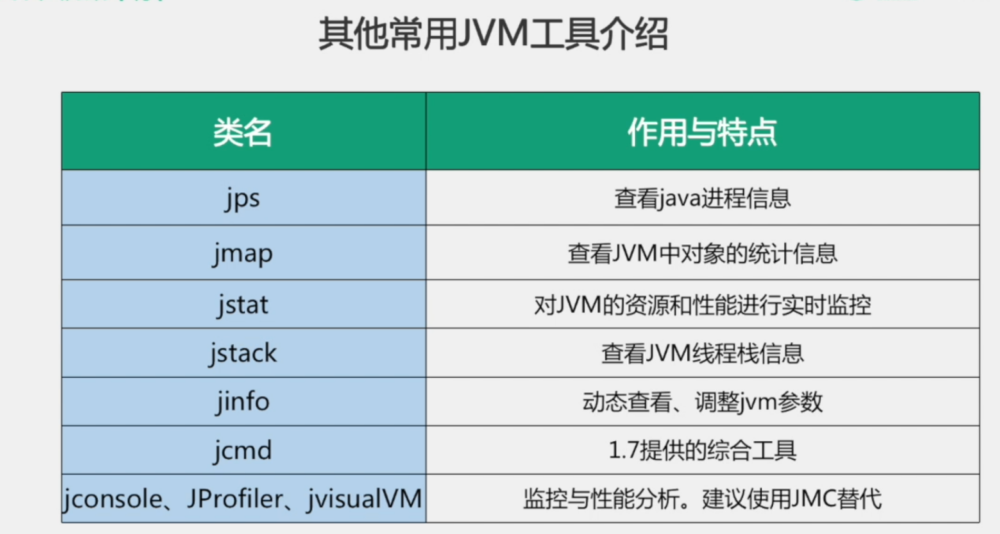 其他常用JVM工具介绍
类名 作用与特点
jps 查看java进程信息
jmap 查看JVM中对象的统计信息
jstat 对JVM的资源和性能进行实时监控
jstack 查看JVM线程栈信息
jinfo 动态查看、调整jvm参数
jcmd 1.7提供的综合工具
jconsole、JProfiler、jvisualVM 监控与性能分析。建议使用JMC替代